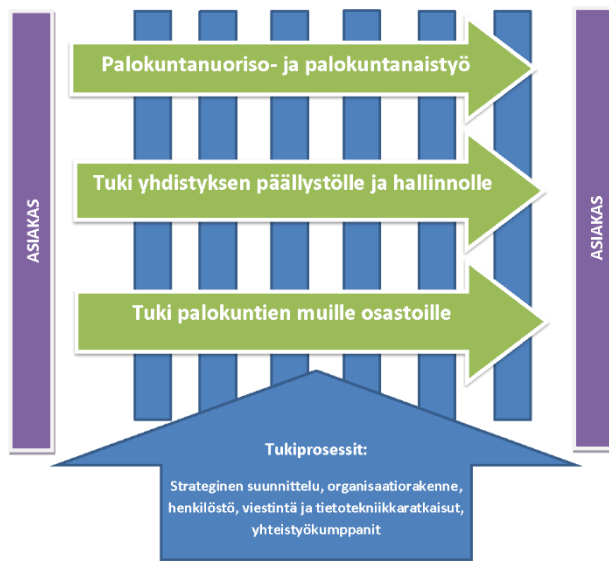 ASIAKAS
Palokuntanuoriso- ja palokuntanaistyö
Tuki yhdistyksen päällystölle ja hallinnolle
Tuki palokuntien muille osastoille
ASIAKAS
Tukiprosessit:
Strateginen suunnittelu, organisaatiorakenne,
henkilöstö, viestintä ja tietotekniikkaratkaisut,
yhteistyökumppanit